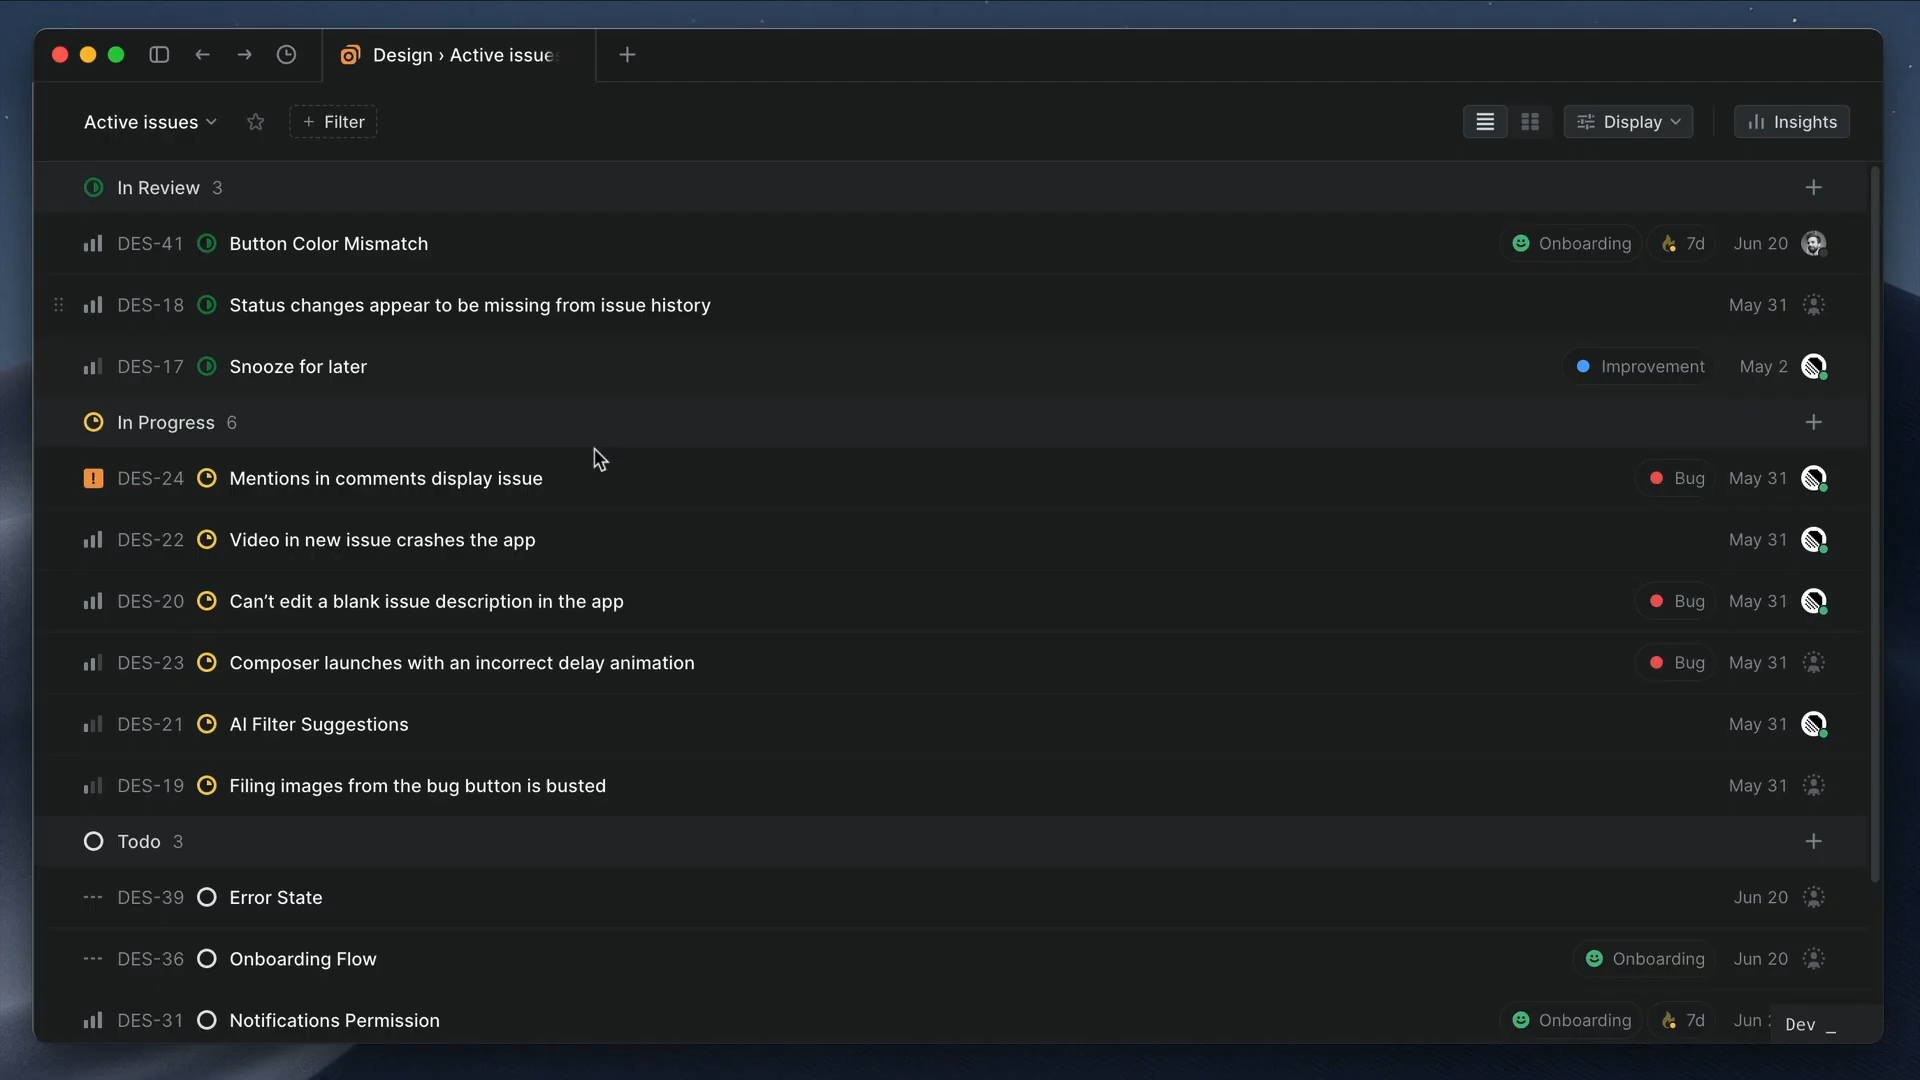 Design › Active issue
Active issues
+ Filter
Display
Insights
In Review 3
DES-41 Button Color Mismatch Onboarding 7d Jun 20
DES-18 Status changes appear to be missing from issue history May 31
DES-17 Snooze for later Improvement May 2
In Progress 6
! DES-24 Mentions in comments display issue Bug May 31
DES-22 Video in new issue crashes the app May 31
DES-20 Can’t edit a blank issue description in the app Bug May 31
DES-23 Composer launches with an incorrect delay animation Bug May 31
DES-21 AI Filter Suggestions May 31
DES-19 Filing images from the bug button is busted May 31
Todo 3
DES-39 Error State Jun 20
DES-36 Onboarding Flow Onboarding Jun 20
DES-31 Notifications Permission Onboarding 7d Jun
Dev _